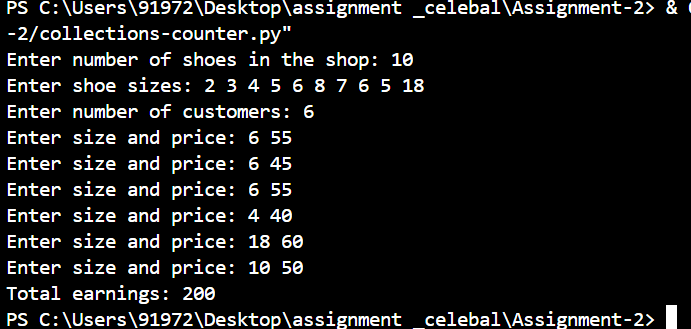 PS C:\Users\91972\Desktop\assignment _celebal\Assignment-2> &
-2/collections-counter.py"
Enter number of shoes in the shop: 10
Enter shoe sizes: 2 3 4 5 6 8 7 6 5 18
Enter number of customers: 6
Enter size and price: 6 55
Enter size and price: 6 45
Enter size and price: 6 55
Enter size and price: 4 40
Enter size and price: 18 60
Enter size and price: 10 50
Total earnings: 200
PS C:\Users\91972\Desktop\assignment _celebal\Assignment-2>